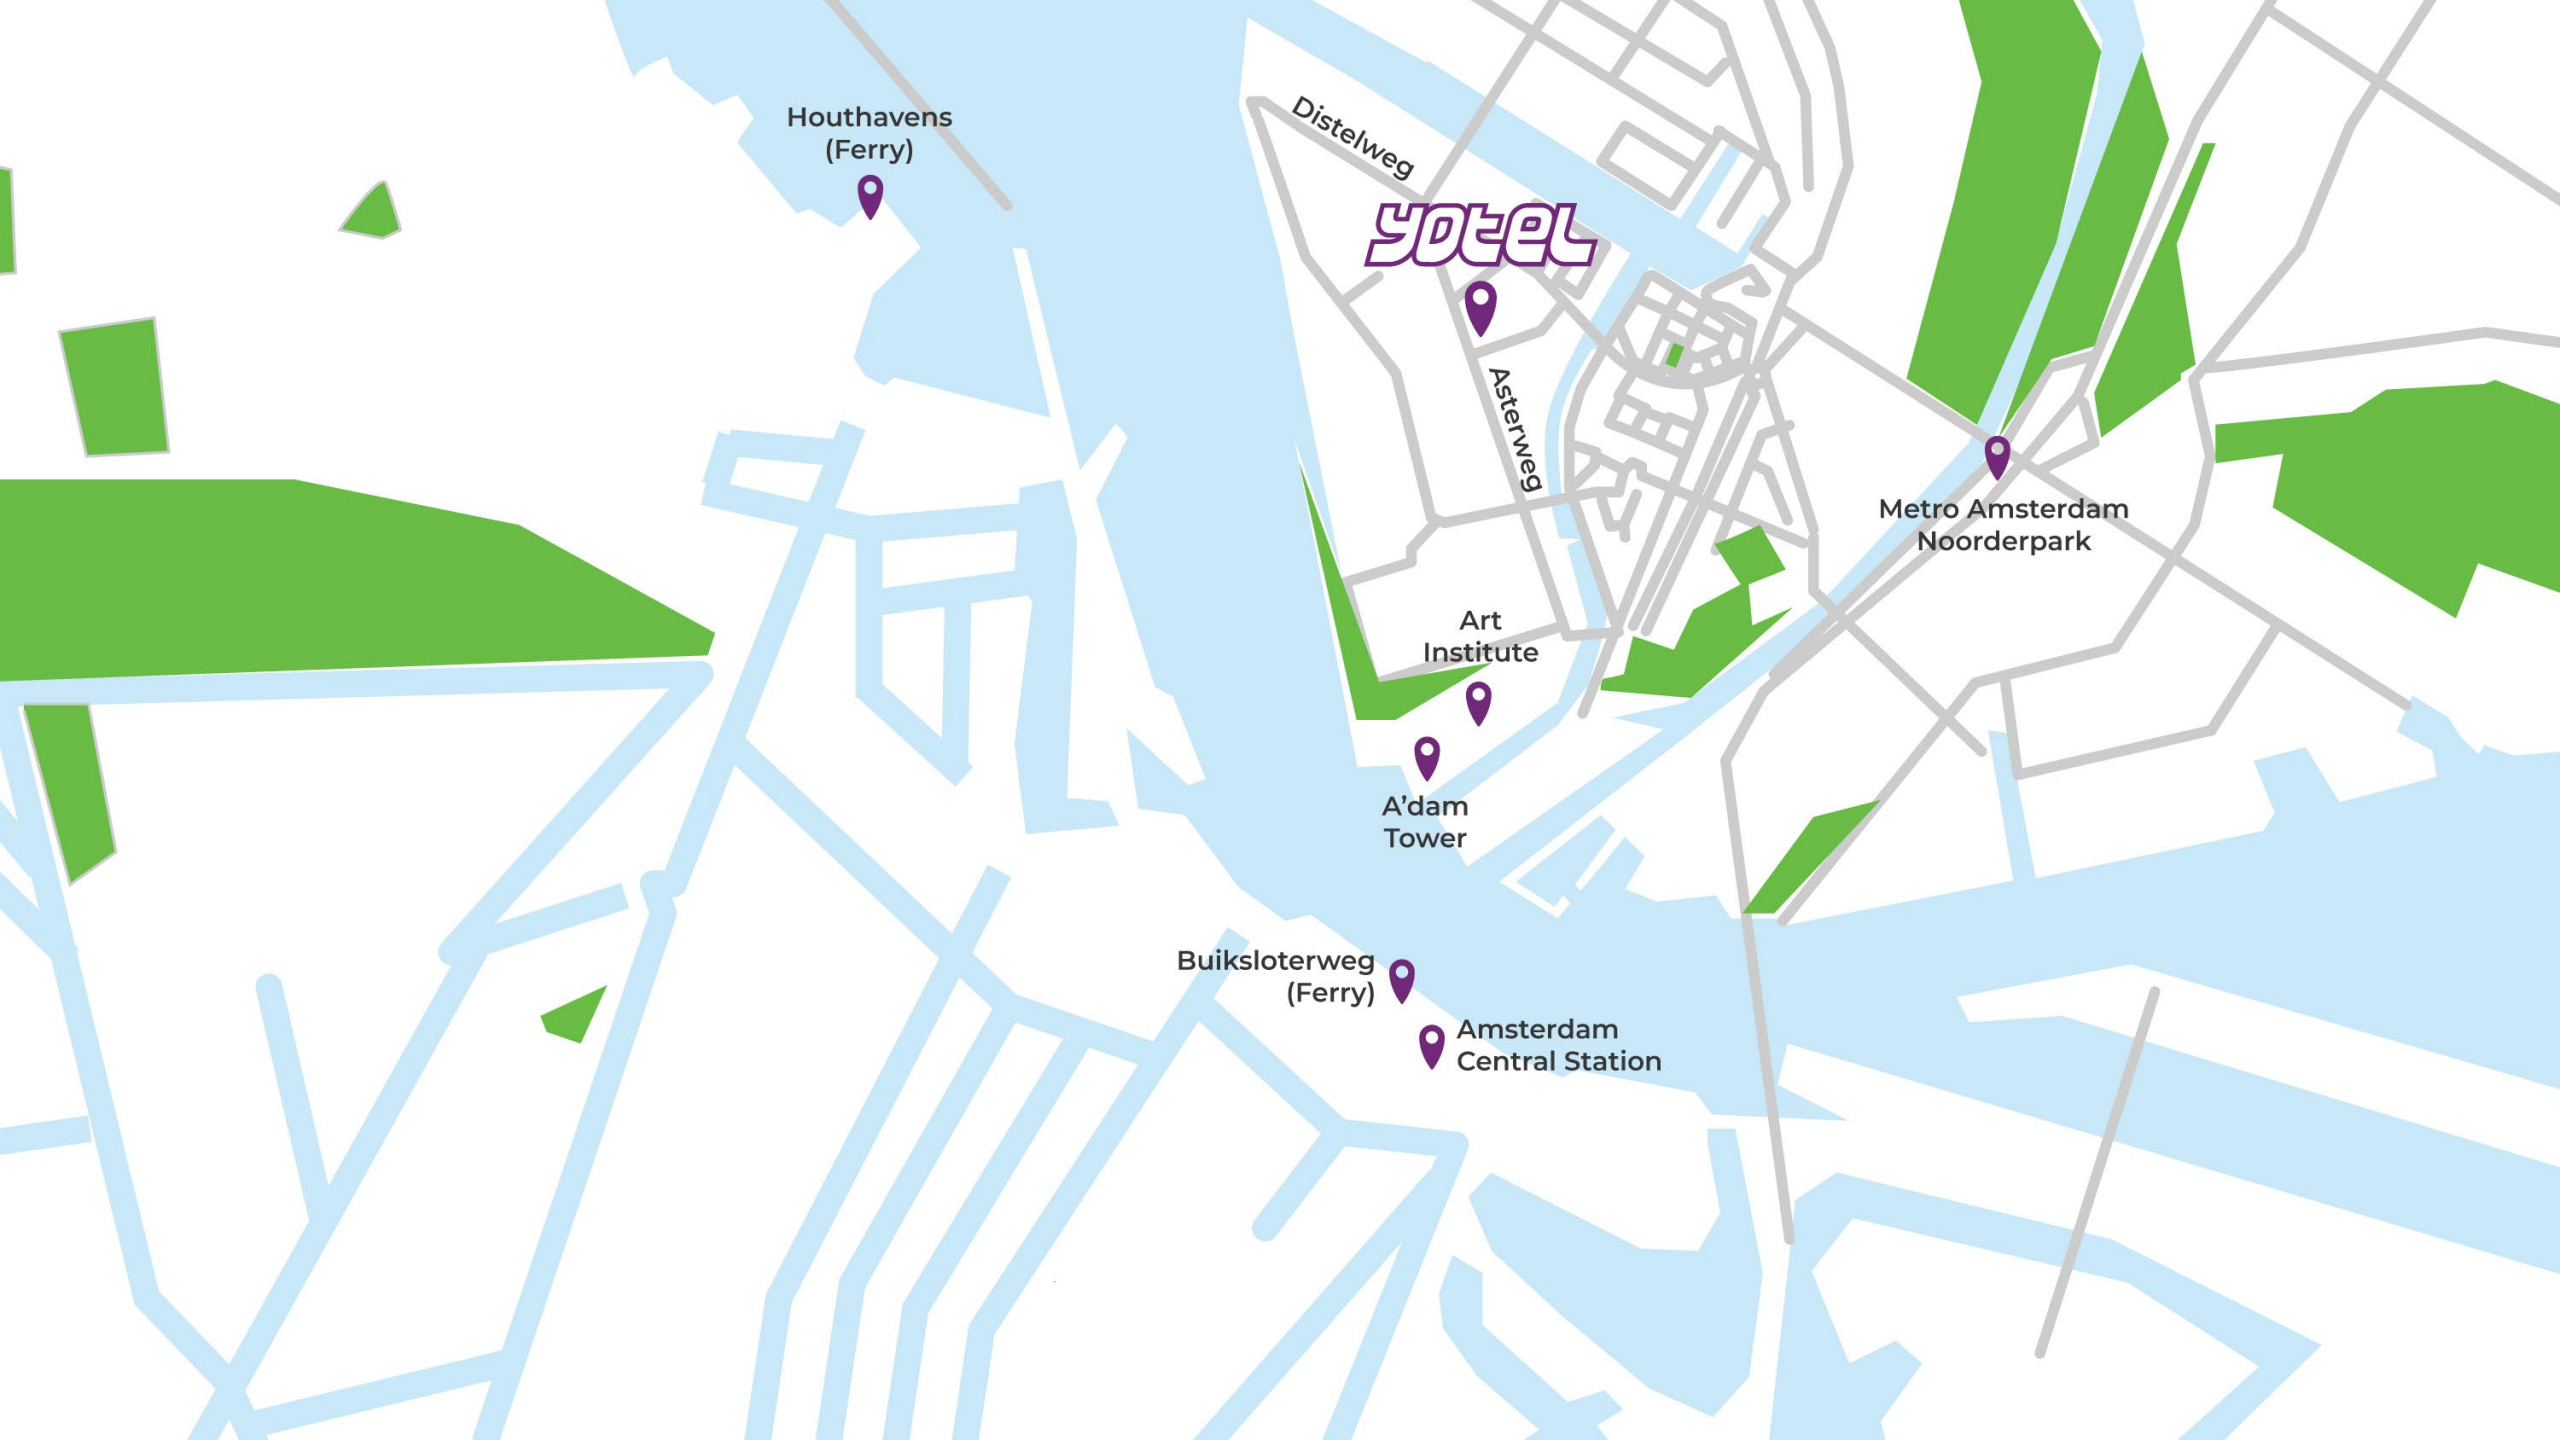 Houthavens
(Ferry)
Distelweg
YOTEL
Asterweg
Metro Amsterdam
Noorderpark
Art
Institute
A’dam
Tower
Buiksloterweg
(Ferry)
Amsterdam
Central Station